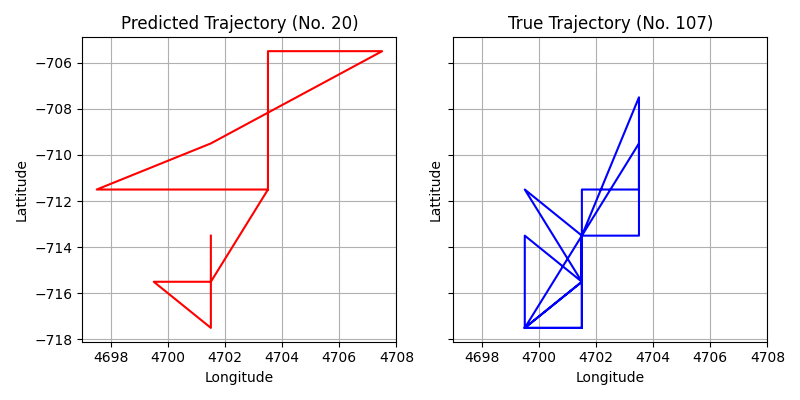 Predicted Trajectory (No. 20)
True Trajectory (No. 107)
−706
−708
−710
−712
−714
−716
−718
Lattitude
Lattitude
4698 4700 4702 4704 4706 4708
4698 4700 4702 4704 4706 4708
Longitude
Longitude